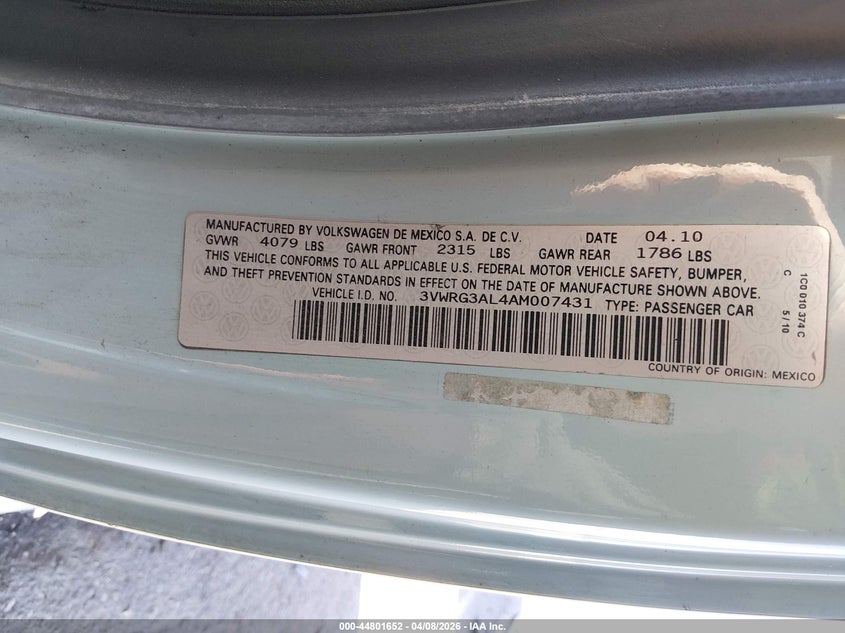 MANUFACTURED BY VOLKSWAGEN DE MEXICO S.A. DE C.V. DATE 04.10
GVWR 4079 LBS GAWR FRONT 2315 LBS GAWR REAR 1786 LBS
THIS VEHICLE CONFORMS TO ALL APPLICABLE U.S. FEDERAL MOTOR VEHICLE SAFETY, BUMPER,
AND THEFT PREVENTION STANDARDS IN EFFECT ON THE DATE OF MANUFACTURE SHOWN ABOVE.
VEHICLE I.D. NO. 3VWRG3AL4AM007431 TYPE: PASSENGER CAR
COUNTRY OF ORIGIN: MEXICO
1C0 010 374 C
C 5/10
000-44801652 - 04/08/2026 - IAA Inc.